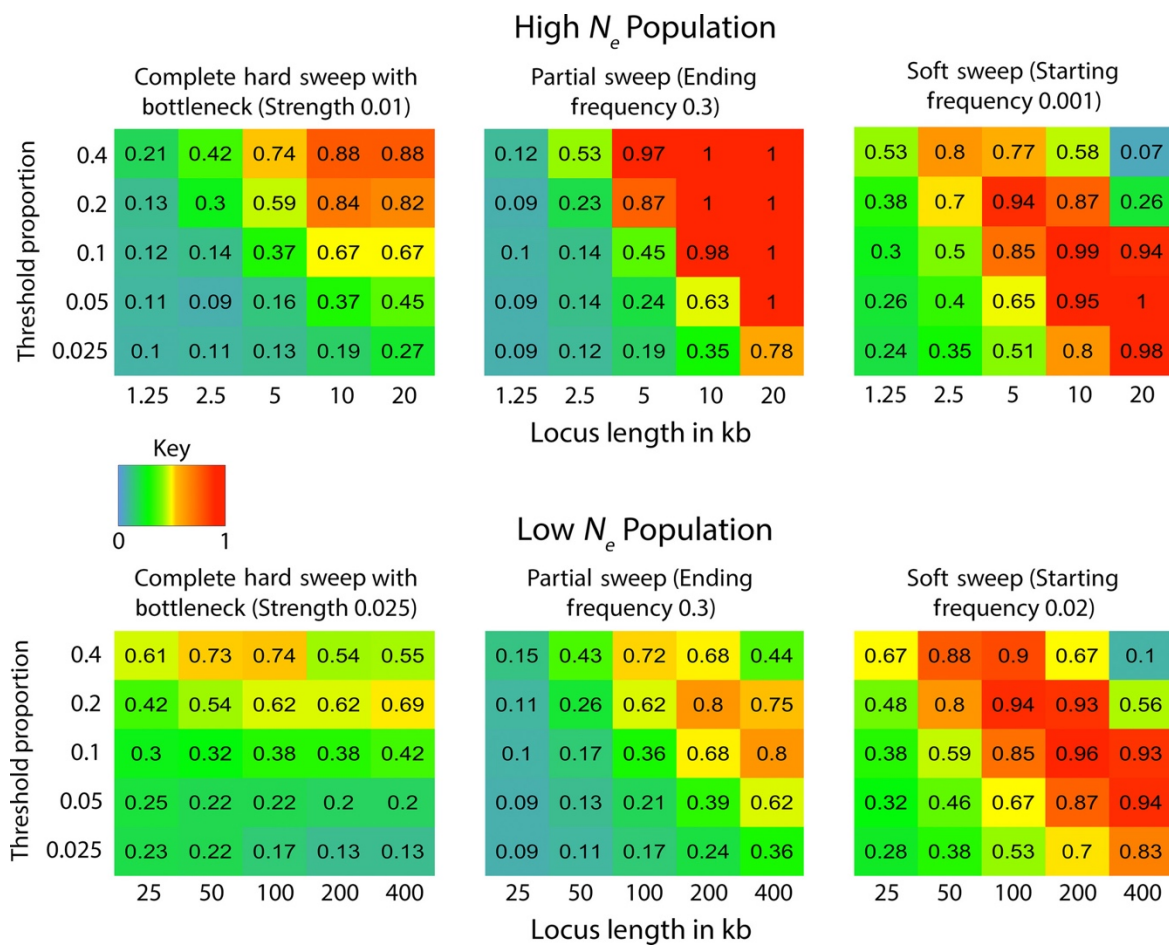 High Ne Population
Complete hard sweep with
bottleneck (Strength 0.01)
Partial sweep (Ending
frequency 0.3)
Soft sweep (Starting
frequency 0.001)
Threshold proportion
0.4 0.21 0.42 0.74 0.88 0.88 0.12 0.53 0.97 1 1 0.53 0.8 0.77 0.58 0.07
0.2 0.13 0.3 0.59 0.84 0.82 0.09 0.23 0.87 1 1 0.38 0.7 0.94 0.87 0.26
0.1 0.12 0.14 0.37 0.67 0.67 0.1 0.14 0.45 0.98 1 0.3 0.5 0.85 0.99 0.94
0.05 0.11 0.09 0.16 0.37 0.45 0.09 0.14 0.24 0.63 1 0.26 0.4 0.65 0.95 1
0.025 0.1 0.11 0.13 0.19 0.27 0.09 0.12 0.19 0.35 0.78 0.24 0.35 0.51 0.8 0.98
1.25 2.5 5 10 20 1.25 2.5 5 10 20 1.25 2.5 5 10 20
Locus length in kb
Key
0 1
Low Ne Population
Complete hard sweep with
bottleneck (Strength 0.025)
Partial sweep (Ending
frequency 0.3)
Soft sweep (Starting
frequency 0.02)
Threshold proportion
0.4 0.61 0.73 0.74 0.54 0.55 0.15 0.43 0.72 0.68 0.44 0.67 0.88 0.9 0.67 0.1
0.2 0.42 0.54 0.62 0.62 0.69 0.11 0.26 0.62 0.8 0.75 0.48 0.8 0.94 0.93 0.56
0.1 0.3 0.32 0.38 0.38 0.42 0.1 0.17 0.36 0.68 0.8 0.38 0.59 0.85 0.96 0.93
0.05 0.25 0.22 0.22 0.2 0.2 0.09 0.13 0.21 0.39 0.62 0.32 0.46 0.67 0.87 0.94
0.025 0.23 0.22 0.17 0.13 0.13 0.09 0.11 0.17 0.24 0.36 0.28 0.38 0.53 0.7 0.83
25 50 100 200 400 25 50 100 200 400 25 50 100 200 400
Locus length in kb